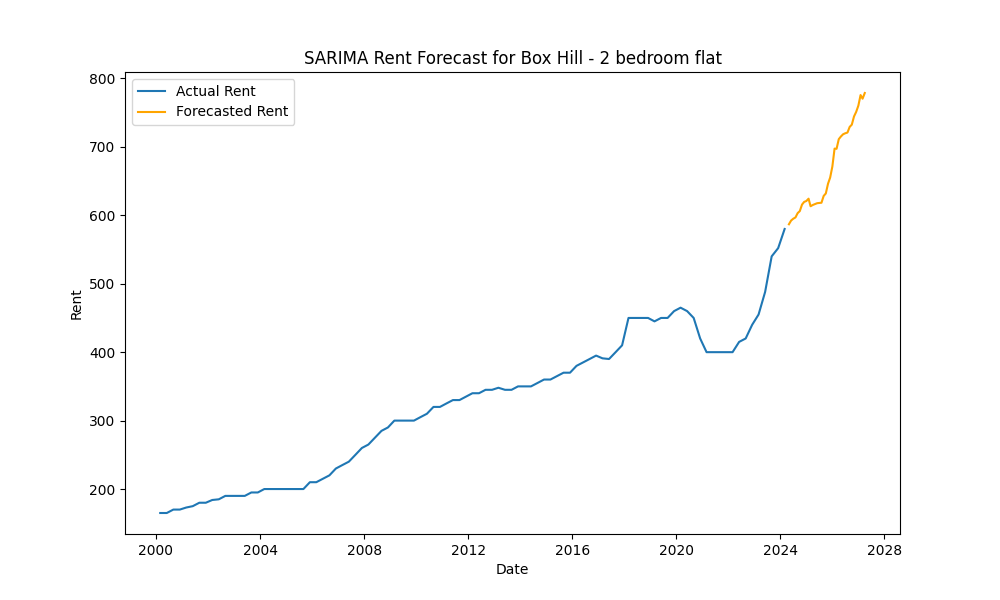 SARIMA Rent Forecast for Box Hill - 2 bedroom flat
Actual Rent
Forecasted Rent
800
700
600
500
400
300
200
Rent
2000 2004 2008 2012 2016 2020 2024 2028
Date